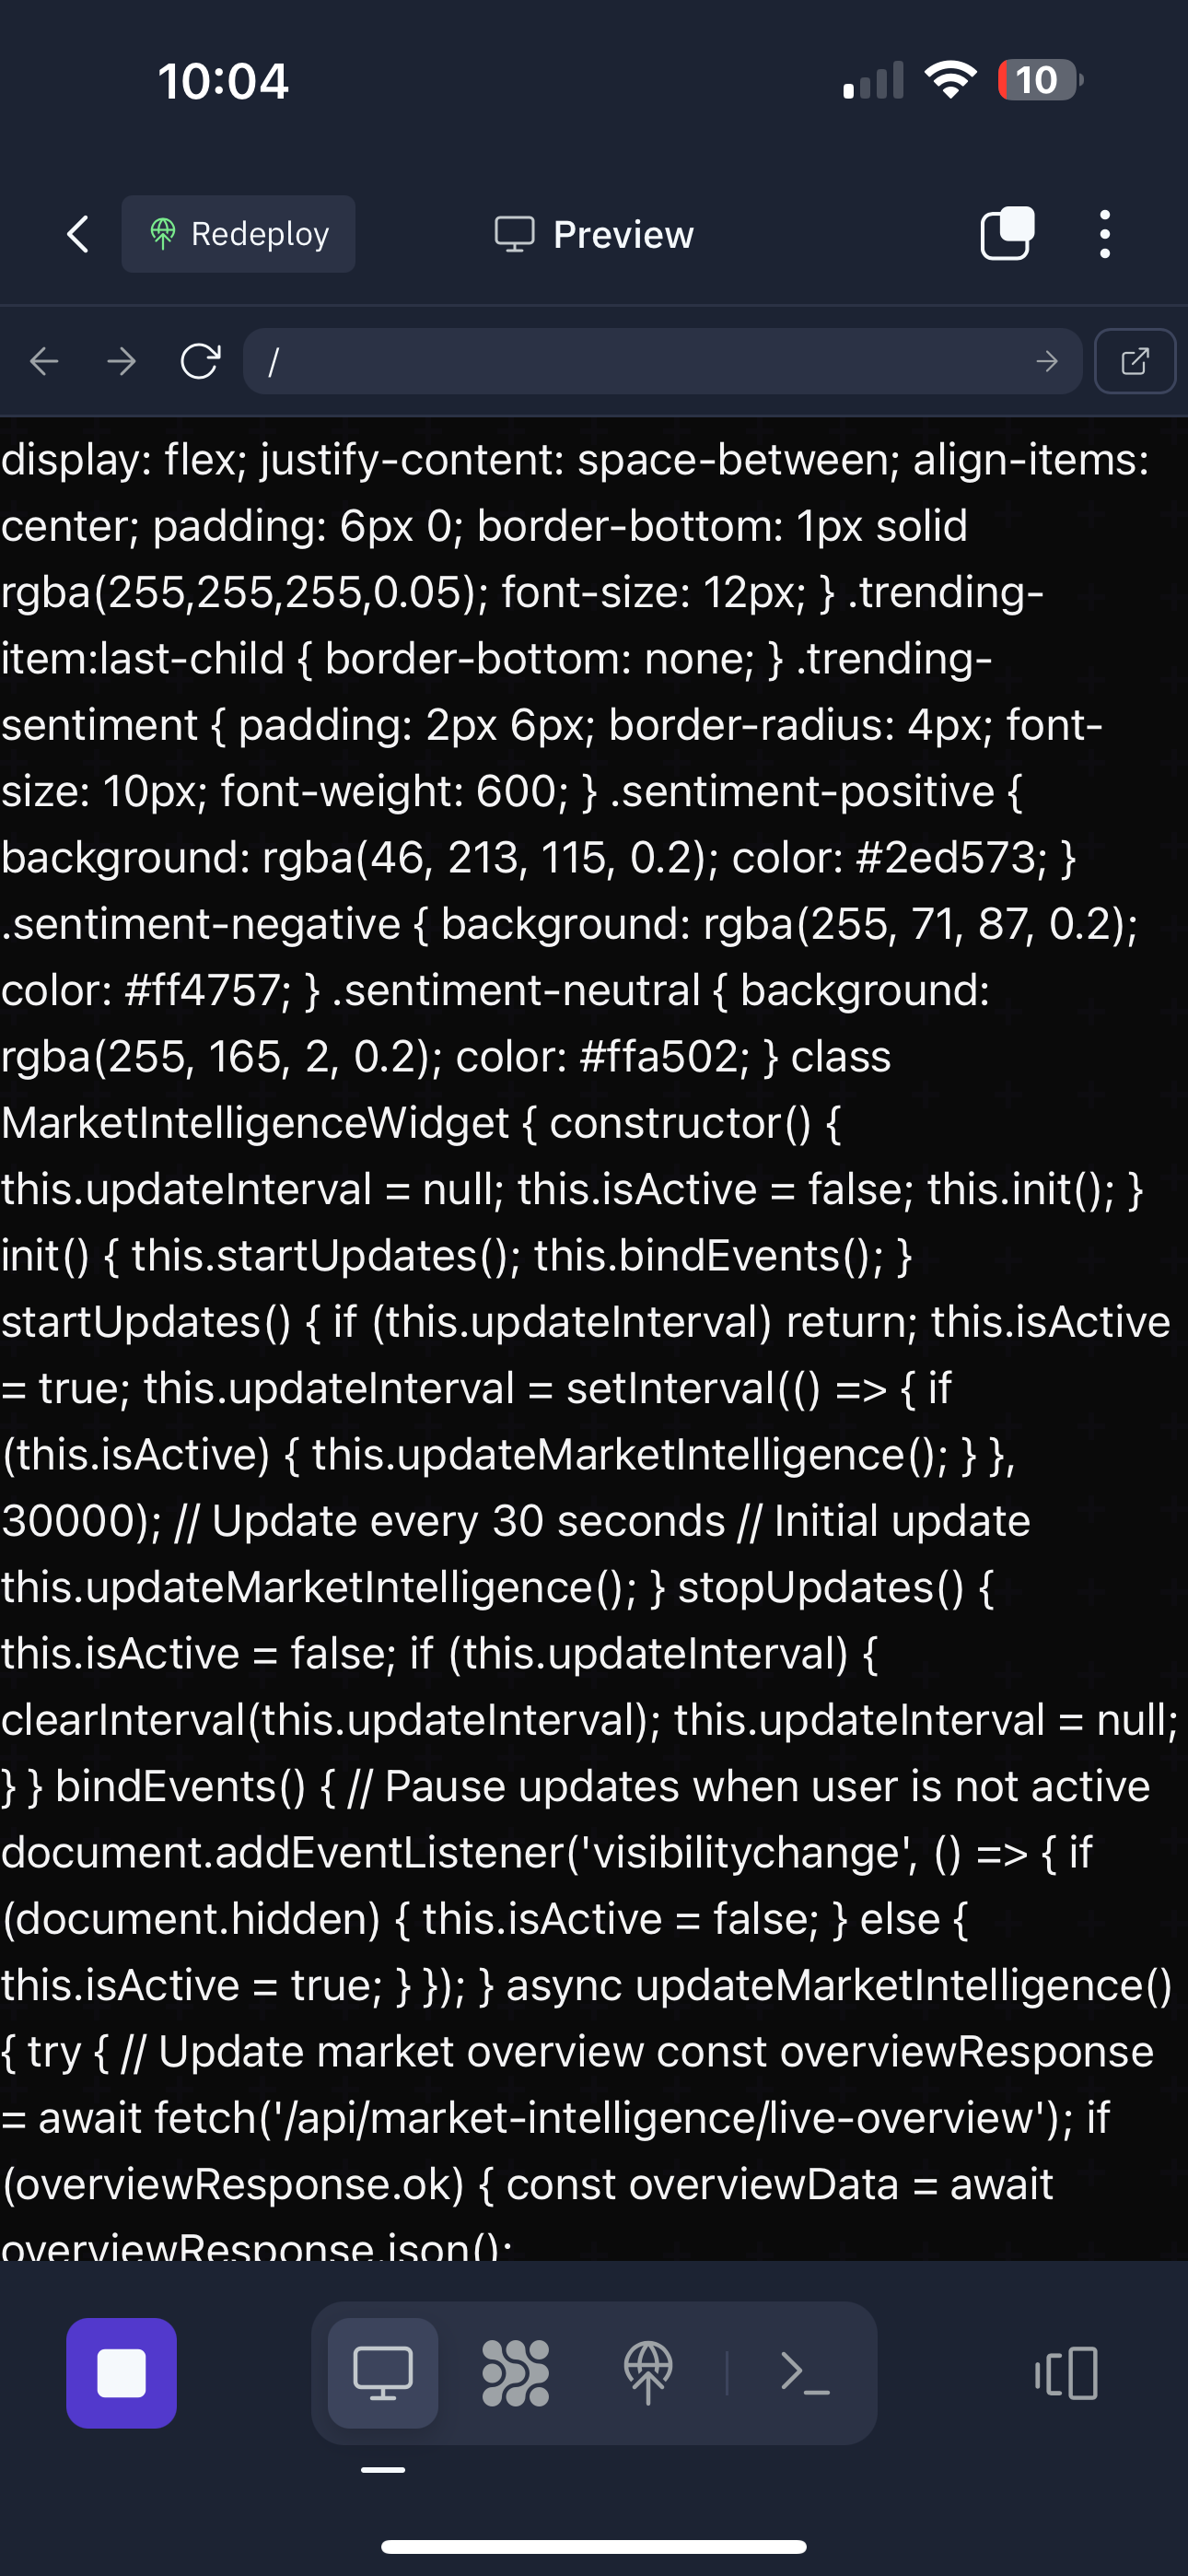 10:04
10
Redeploy
Preview
/
display: flex; justify-content: space-between; align-items:
center; padding: 6px 0; border-bottom: 1px solid
rgba(255,255,255,0.05); font-size: 12px; } .trending-
item:last-child { border-bottom: none; } .trending-
sentiment { padding: 2px 6px; border-radius: 4px; font-
size: 10px; font-weight: 600; } .sentiment-positive {
background: rgba(46, 213, 115, 0.2); color: #2ed573; }
.sentiment-negative { background: rgba(255, 71, 87, 0.2);
color: #ff4757; } .sentiment-neutral { background:
rgba(255, 165, 2, 0.2); color: #ffa502; } class
MarketIntelligenceWidget { constructor() {
this.updateInterval = null; this.isActive = false; this.init(); }
init() { this.startUpdates(); this.bindEvents(); }
startUpdates() { if (this.updateInterval) return; this.isActive
= true; this.updateInterval = setInterval(() => { if
(this.isActive) { this.updateMarketIntelligence(); } },
30000); // Update every 30 seconds // Initial update
this.updateMarketIntelligence(); } stopUpdates() {
this.isActive = false; if (this.updateInterval) {
clearInterval(this.updateInterval); this.updateInterval = null;
} } bindEvents() { // Pause updates when user is not active
document.addEventListener('visibilitychange', () => { if
(document.hidden) { this.isActive = false; } else {
this.isActive = true; } }); } async updateMarketIntelligence()
{ try { // Update market overview const overviewResponse
= await fetch('/api/market-intelligence/live-overview'); if
(overviewResponse.ok) { const overviewData = await
overviewResponse.json();